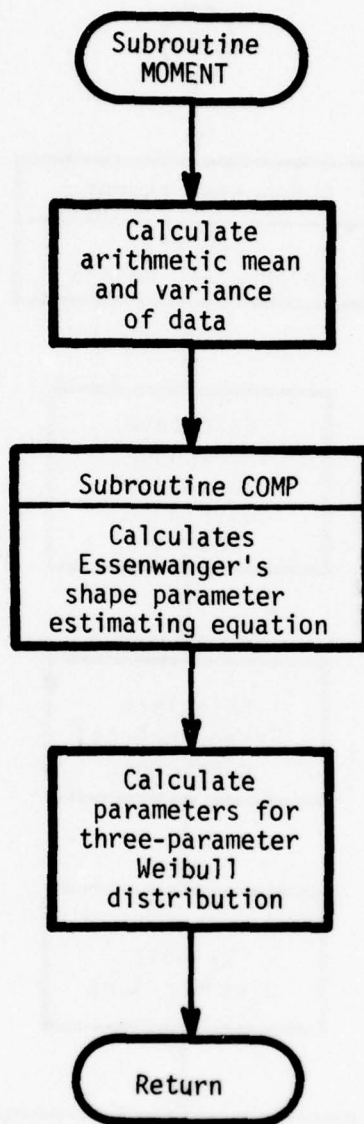 Subroutine
MOMENT
Calculate
arithmetic mean
and variance
of data
Subroutine COMP
Calculates
Essenwanger's
shape parameter
estimating equation
Calculate
parameters for
three-parameter
Weibull
distribution
Return